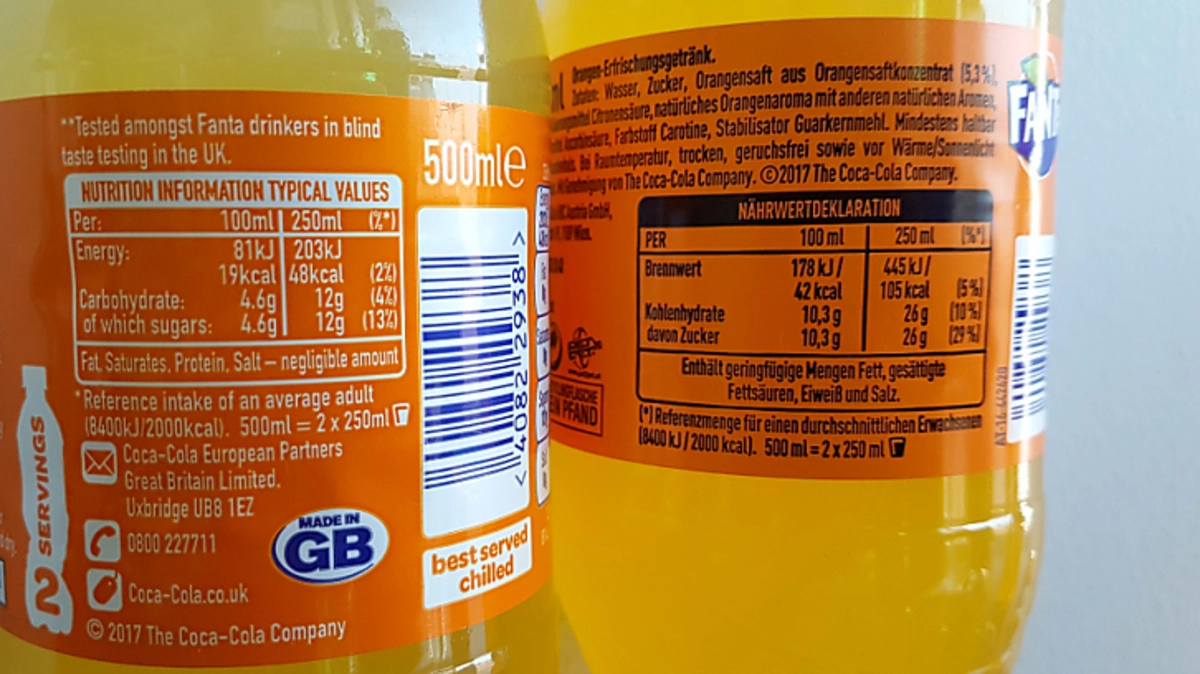 **Tested amongst Fanta drinkers in blind
taste testing in the UK.
NUTRITION INFORMATION TYPICAL VALUES
Per: 100ml 250ml (%*)
Energy: 81kJ 203kJ
19kcal 48kcal (2%)
Carbohydrate: 4.6g 12g (4%)
of which sugars: 4.6g 12g (13%)
Fat, Saturates, Protein, Salt – negligible amount
*Reference intake of an average adult
(8400kJ/2000kcal). 500ml = 2 x 250ml
Coca-Cola European Partners
Great Britain Limited.
Uxbridge UB8 1EZ
0800 227711
Coca-Cola.co.uk
© 2017 The Coca-Cola Company
2 SERVINGS
MADE IN
GB
500ml e
<4082 2938>
best served
chilled
Orangen-Erfrischungsgetränk.
Wasser, Zucker, Orangensaft aus Orangensaftkonzentrat (5,3%),
Citronensäure, natürliches Orangenaroma mit anderen natürlichen Aromen,
Farbstoff Carotine, Stabilisator Guarkernmehl. Mindestens haltbar
Bei Raumtemperatur, trocken, geruchsfrei sowie vor Wärme/Sonnenlicht
Genehmigung von The Coca-Cola Company. ©2017 The Coca-Cola Company.
Austria GmbH,
Wien.
NÄHRWERTDEKLARATION
PER 100 ml 250 ml (%*)
Brennwert 178 kJ/ 445 kJ/
42 kcal 105 kcal (5%)
Kohlenhydrate 10,3 g 26 g (10%)
davon Zucker 10,3 g 26 g (29%)
Enthält geringfügige Mengen Fett, gesättigte
Fettsäuren, Eiweiß und Salz.
(*) Referenzmenge für einen durchschnittlichen Erwachsenen
(8400 kJ/2000 kcal). 500 ml = 2 x 250 ml
PFAND
FANT